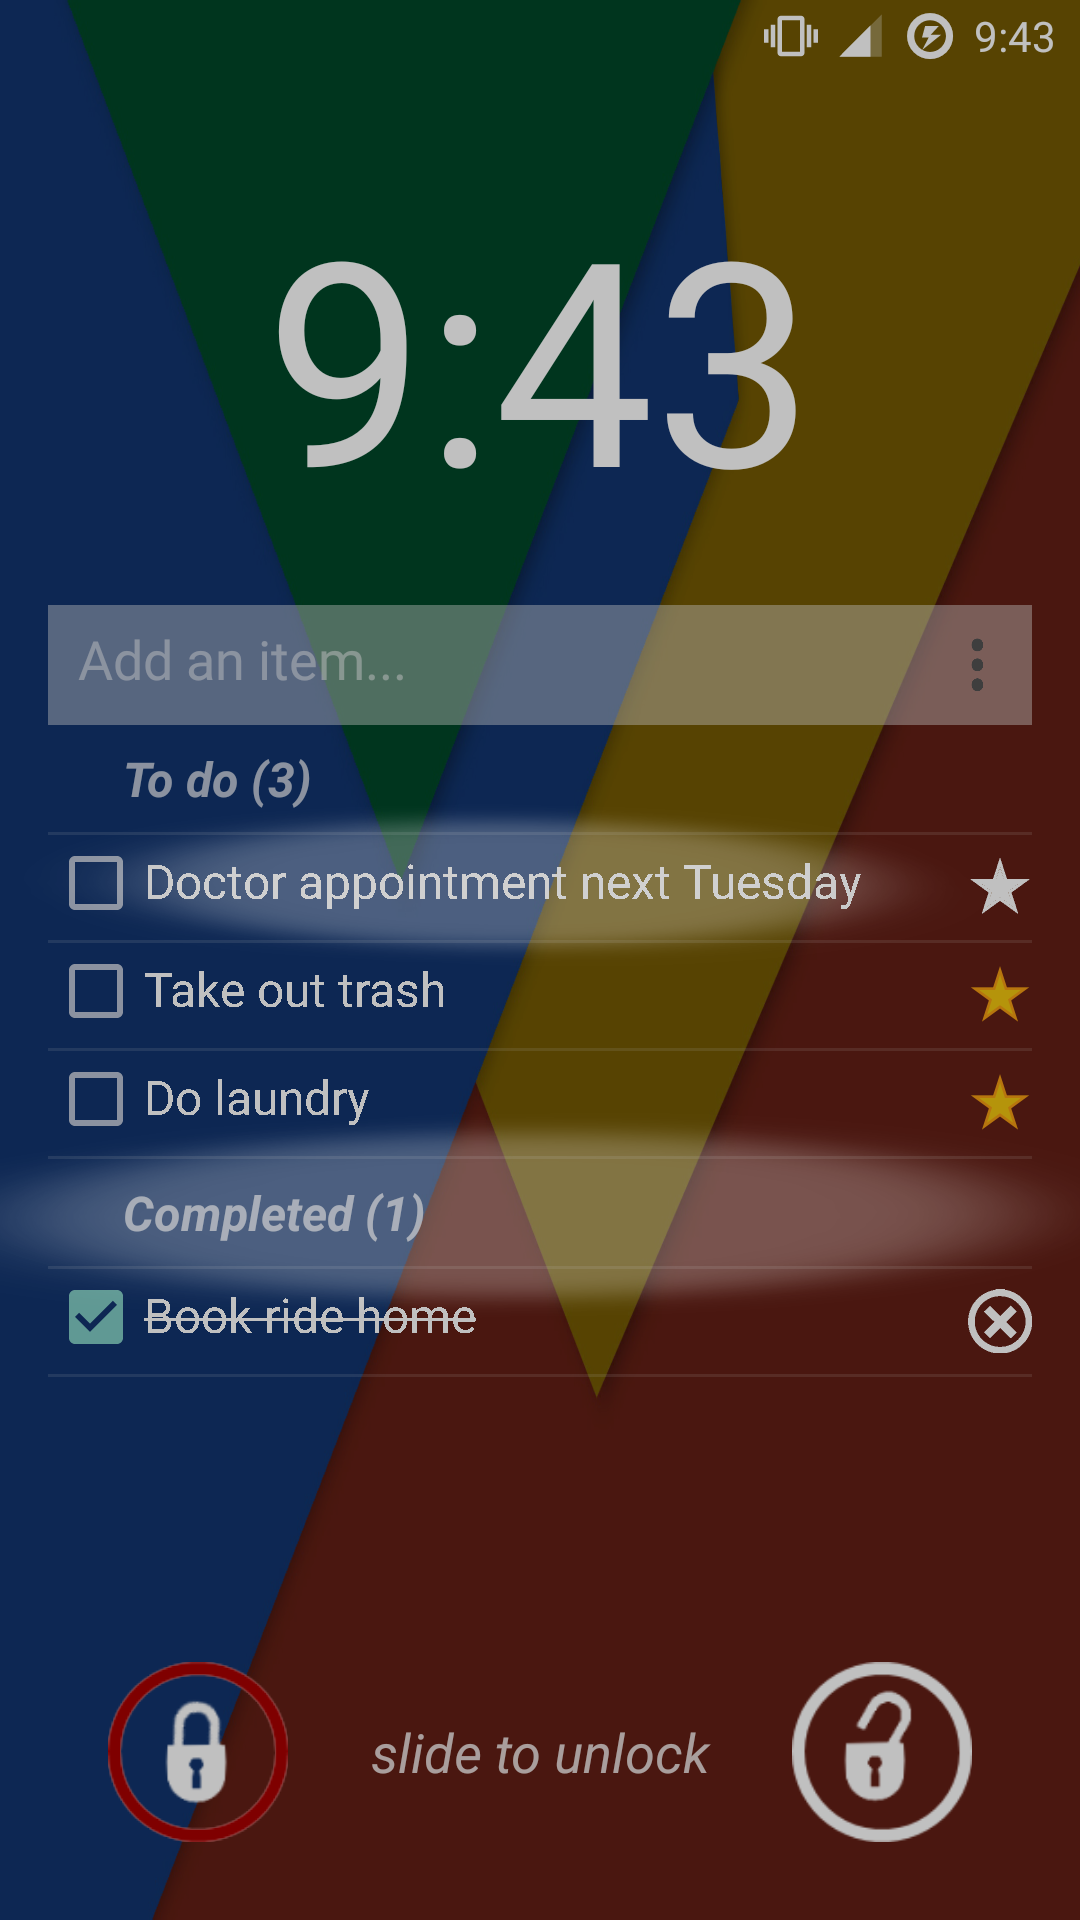 9:43
9:43
Add an item...
To do (3)
Doctor appointment next Tuesday
Take out trash
Do laundry
Completed (1)
Book ride home
slide to unlock